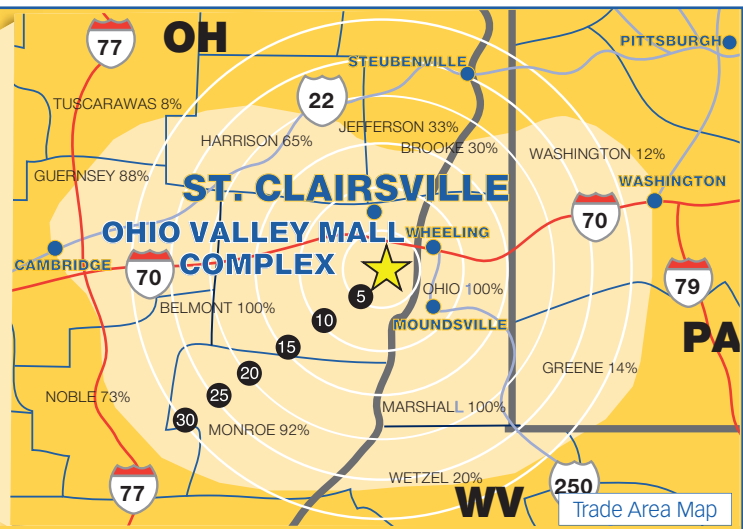 OH
77
PITTSBURGH
STEUBENVILLE
22
TUSCARAWAS 8%
JEFFERSON 33%
HARRISON 65%
BROOKE 30%
WASHINGTON 12%
GUERNSEY 88%
ST. CLAIRSVILLE
WASHINGTON
70
OHIO VALLEY MALL
COMPLEX
WHEELING
CAMBRIDGE
70
79
5
OHIO 100%
BELMONT 100%
10
MOUNDSVILLE
PA
15
GREENE 14%
20
25
NOBLE 73%
30
MARSHALL 100%
MONROE 92%
WETZEL 20%
77
250
WV
Trade Area Map